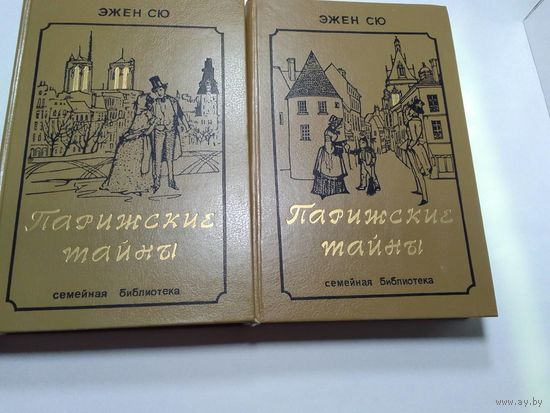 ЭЖЕН СЮ
Парижские
тайны
семейная библиотека
ЭЖЕН СЮ
Парижские
тайны
семейная библиотека
www.ay.by